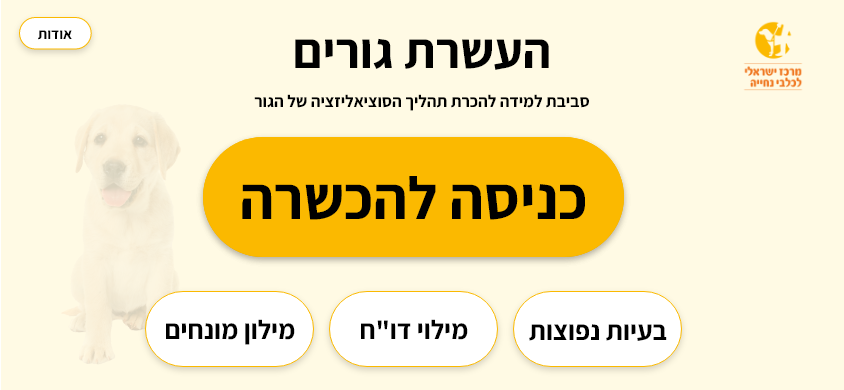 מרכז ישראלי
לכלבי נחייה
אודות
העשרת גורים
סביבת למידה להכרת תהליך הסוציאליזציה של הגור
כניסה להכשרה
בעיות נפוצות
מילוי דו"ח
מילון מונחים